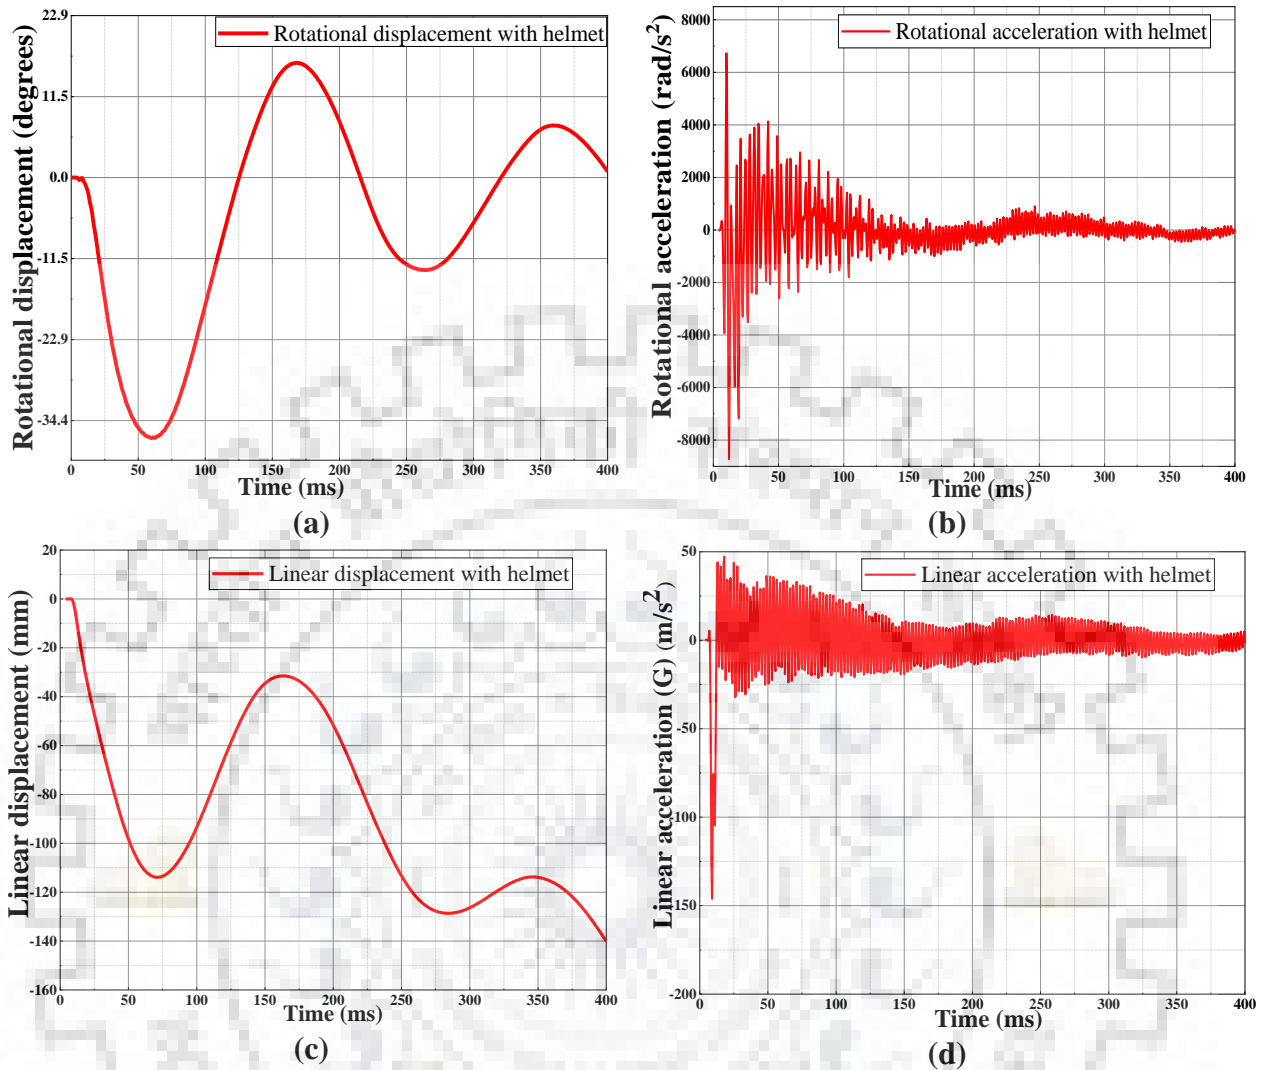 Rotational displacement (degrees)
22.9
11.5
0.0
-11.5
-22.9
-34.4
Rotational displacement with helmet
0 50 100 150 200 250 300 350 400
Time (ms)
(a)
Rotational acceleration (rad/s²)
8000
6000
4000
2000
0
-2000
-4000
-6000
-8000
Rotational acceleration with helmet
0 50 100 150 200 250 300 350 400
Time (ms)
(b)
Linear displacement (mm)
20
0
-20
-40
-60
-80
-100
-120
-140
-160
Linear displacement with helmet
0 50 100 150 200 250 300 350 400
Time (ms)
(c)
Linear acceleration (G) (m/s²)
50
0
-50
-100
-150
-200
Linear acceleration with helmet
0 50 100 150 200 250 300 350 400
Time (ms)
(d)